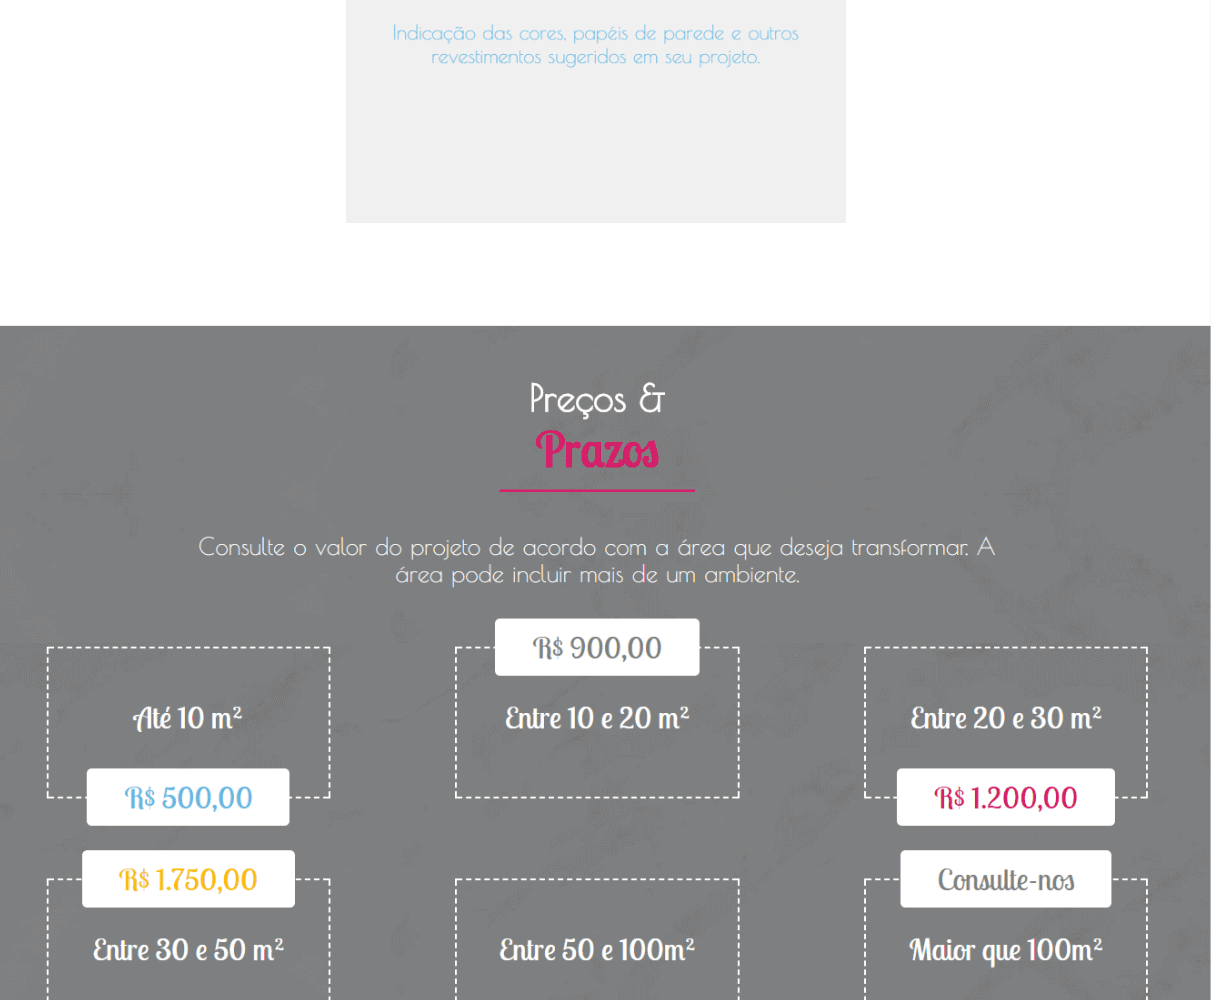 Indicação das cores, papéis de parede e outros
revestimentos sugeridos em seu projeto.
Preços &
Prazos
Consulte o valor do projeto de acordo com a área que deseja transformar. A
área pode incluir mais de um ambiente.
Até 10 m²
R$ 500,00
R$ 900,00
Entre 10 e 20 m²
Entre 20 e 30 m²
R$ 1.200,00
R$ 1.750,00
Entre 30 e 50 m²
Entre 50 e 100m²
Consulte-nos
Maior que 100m²